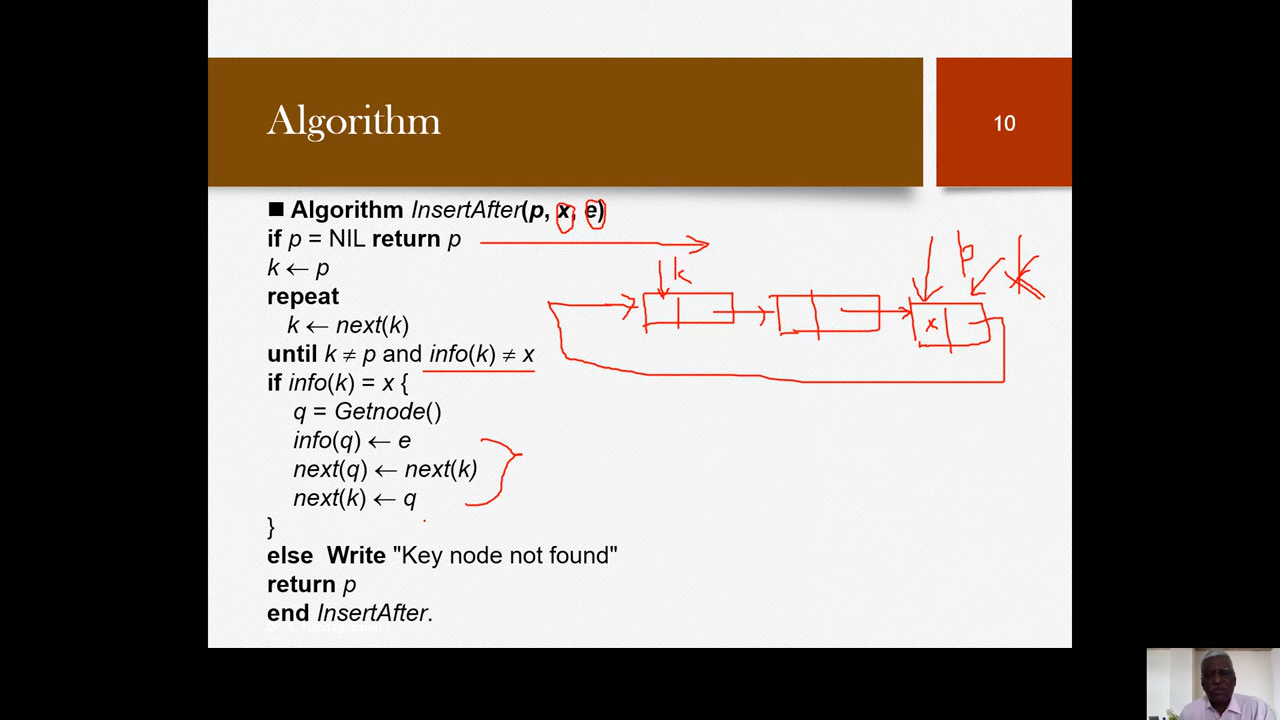 Algorithm
10
■ Algorithm InsertAfter(p, x, e)
if p = NIL return p
k ← p
repeat
k ← next(k)
until k ≠ p and info(k) ≠ x
if info(k) = x {
q = Getnode()
info(q) ← e
next(q) ← next(k)
next(k) ← q
}
else Write "Key node not found"
return p
end InsertAfter.
k
p
k
x